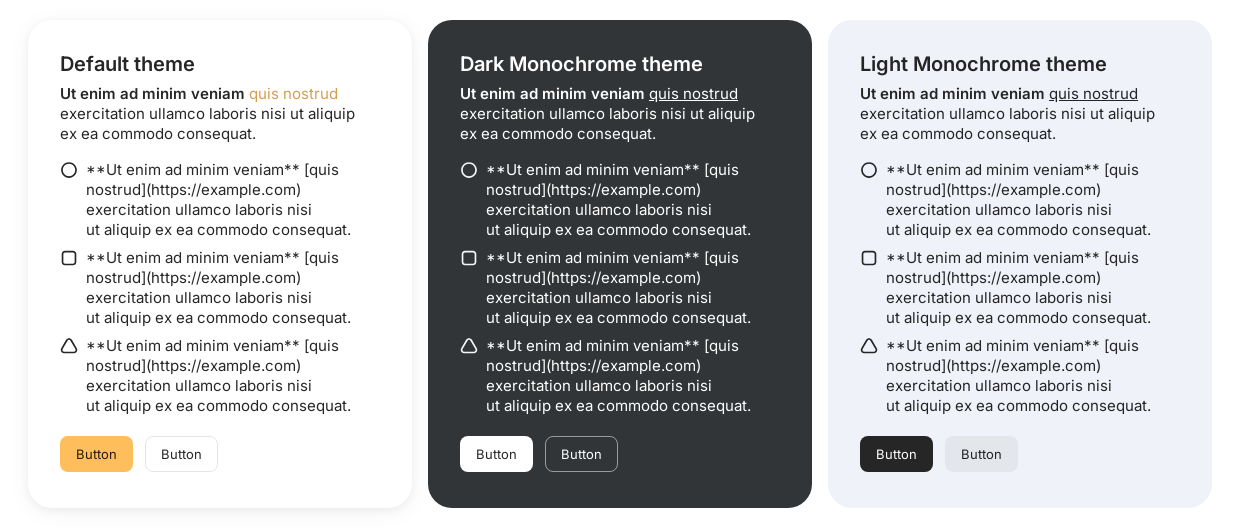 Default theme
Ut enim ad minim veniam quis nostrud
exercitation ullamco laboris nisi ut aliquip
ex ea commodo consequat.
**Ut enim ad minim veniam** [quis
nostrud](https://example.com)
exercitation ullamco laboris nisi
ut aliquip ex ea commodo consequat.
**Ut enim ad minim veniam** [quis
nostrud](https://example.com)
exercitation ullamco laboris nisi
ut aliquip ex ea commodo consequat.
**Ut enim ad minim veniam** [quis
nostrud](https://example.com)
exercitation ullamco laboris nisi
ut aliquip ex ea commodo consequat.
Button Button
Dark Monochrome theme
Ut enim ad minim veniam quis nostrud
exercitation ullamco laboris nisi ut aliquip
ex ea commodo consequat.
**Ut enim ad minim veniam** [quis
nostrud](https://example.com)
exercitation ullamco laboris nisi
ut aliquip ex ea commodo consequat.
**Ut enim ad minim veniam** [quis
nostrud](https://example.com)
exercitation ullamco laboris nisi
ut aliquip ex ea commodo consequat.
**Ut enim ad minim veniam** [quis
nostrud](https://example.com)
exercitation ullamco laboris nisi
ut aliquip ex ea commodo consequat.
Button Button
Light Monochrome theme
Ut enim ad minim veniam quis nostrud
exercitation ullamco laboris nisi ut aliquip
ex ea commodo consequat.
**Ut enim ad minim veniam** [quis
nostrud](https://example.com)
exercitation ullamco laboris nisi
ut aliquip ex ea commodo consequat.
**Ut enim ad minim veniam** [quis
nostrud](https://example.com)
exercitation ullamco laboris nisi
ut aliquip ex ea commodo consequat.
**Ut enim ad minim veniam** [quis
nostrud](https://example.com)
exercitation ullamco laboris nisi
ut aliquip ex ea commodo consequat.
Button Button